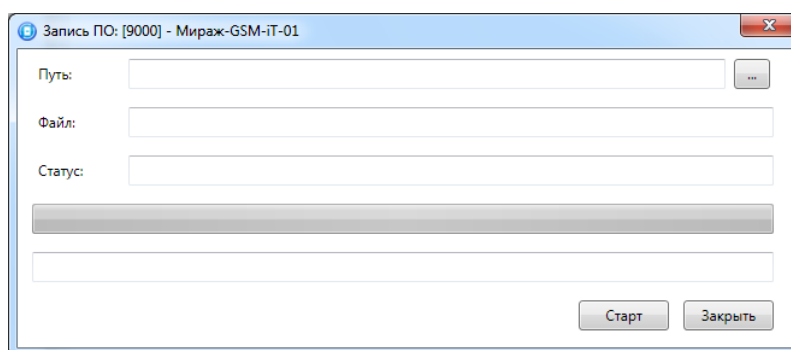 Запись ПО: [9000] - Мираж-GSM-iT-01
Путь:
...
Файл:
Статус:
Старт
Закрыть